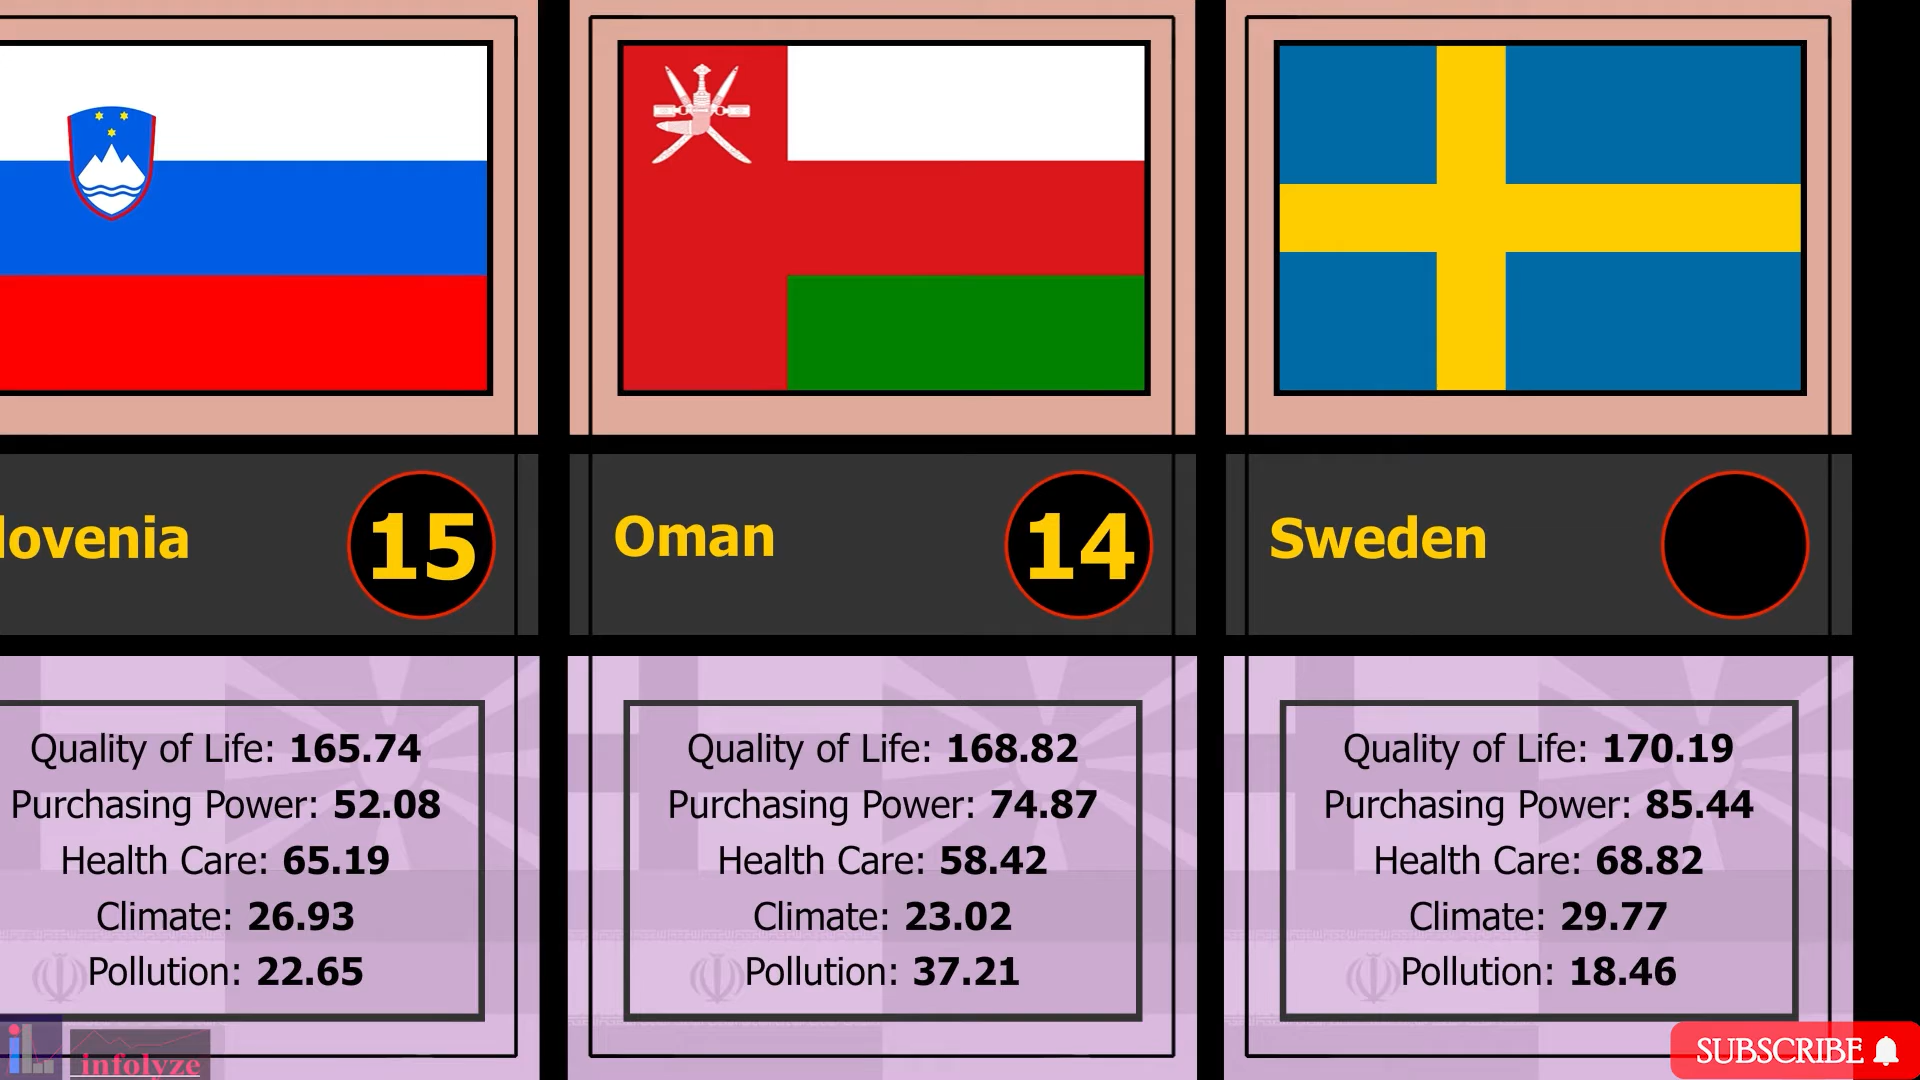 lovenia
15
Quality of Life: 165.74
Purchasing Power: 52.08
Health Care: 65.19
Climate: 26.93
Pollution: 22.65
Oman
14
Quality of Life: 168.82
Purchasing Power: 74.87
Health Care: 58.42
Climate: 23.02
Pollution: 37.21
Sweden
Quality of Life: 170.19
Purchasing Power: 85.44
Health Care: 68.82
Climate: 29.77
Pollution: 18.46
infolyze
SUBSCRIBE